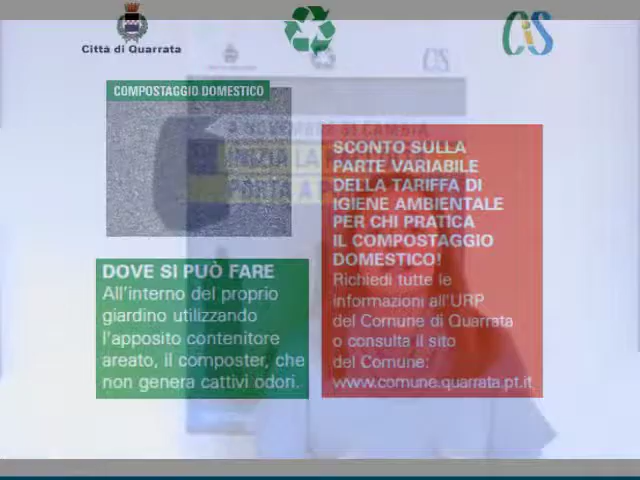 Città di Quarrata
CiS
COMPOSTAGGIO DOMESTICO
INIZIA LA
PORTA A
SCONTO SULLA
PARTE VARIABILE
DELLA TARIFFA DI
IGIENE AMBIENTALE
PER CHI PRATICA
IL COMPOSTAGGIO
DOMESTICO!
Richiedi tutte le
informazioni all'URP
del Comune di Quarrata
o consulta il sito
del Comune:
www.comune.quarrata.pt.it
DOVE SI PUÒ FARE
All'interno del proprio
giardino utilizzando
l'apposito contenitore
areato, il composter, che
non genera cattivi odori.